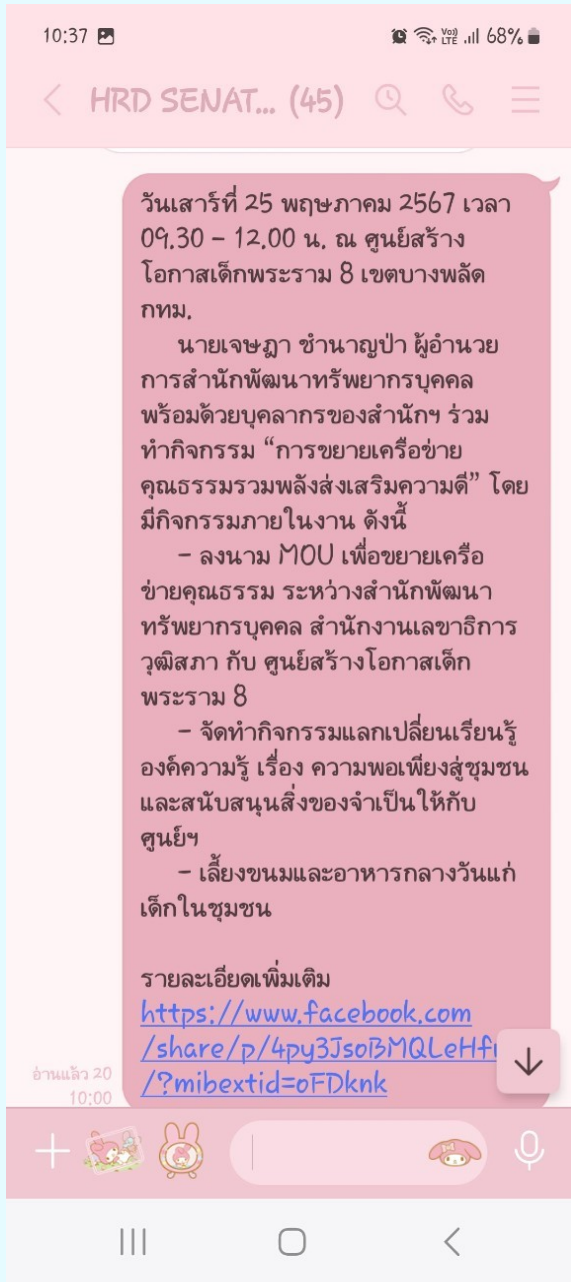 10:37 68%
HRD SENAT... (45)
วันเสาร์ที่ 25 พฤษภาคม 2567 เวลา
09.30 - 12.00 น. ณ ศูนย์สร้าง
โอกาสเด็กพระราม 8 เขตบางพลัด
กทม.
นายเจษฎา ชำนาญป่า ผู้อำนวย
การสำนักพัฒนาทรัพยากรบุคคล
พร้อมด้วยบุคลากรของสำนักฯ ร่วม
ทำกิจกรรม “การขยายเครือข่าย
คุณธรรมรวมพลังส่งเสริมความดี” โดย
มีกิจกรรมภายในงาน ดังนี้
- ลงนาม MOU เพื่อขยายเครือ
ข่ายคุณธรรม ระหว่างสำนักพัฒนา
ทรัพยากรบุคคล สำนักงานเลขาธิการ
วุฒิสภา กับ ศูนย์สร้างโอกาสเด็ก
พระราม 8
- จัดทำกิจกรรมแลกเปลี่ยนเรียนรู้
องค์ความรู้ เรื่อง ความพอเพียงสู่ชุมชน
และสนับสนุนสิ่งของจำเป็นให้กับ
ศูนย์ฯ
- เลี้ยงขนมและอาหารกลางวันแก่
เด็กในชุมชน
รายละเอียดเพิ่มเติม
https://www.facebook.com
/share/p/4py3JsoBMQLeHf
/?mibextid=oFDknk
อ่านแล้ว 20
10:00